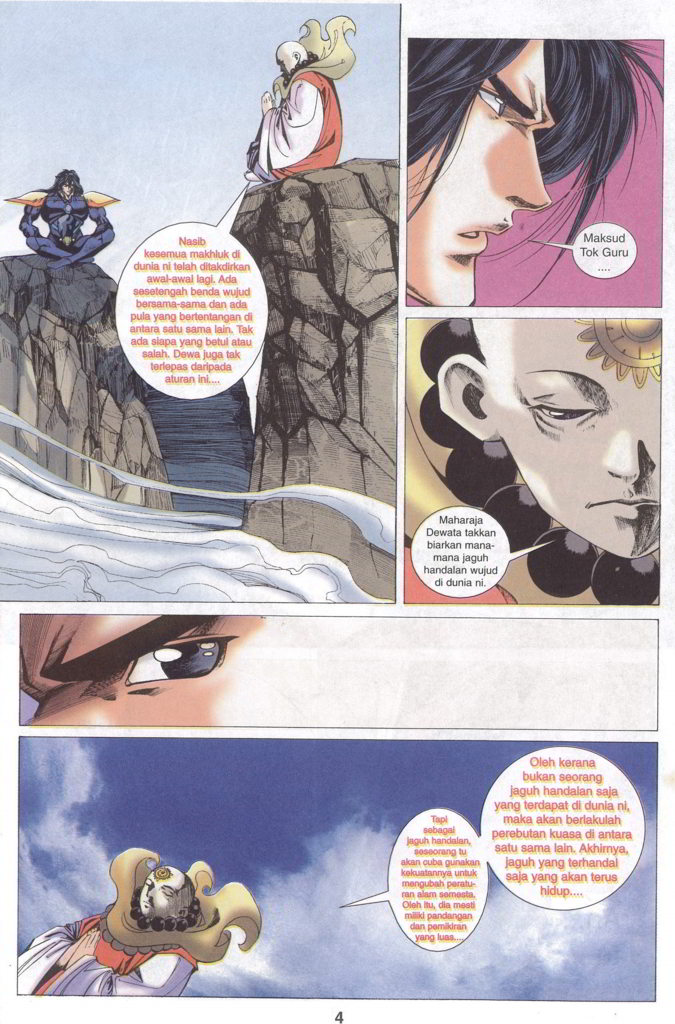 Nasib
kesemua makhluk di
dunia ni telah ditakdirkan
awal-awal lagi. Ada
sesetengah benda wujud
bersama-sama dan ada
pula yang bertentangan di
antara satu sama lain. Tak
ada siapa yang betul atau
salah. Dewa juga tak
terlepas daripada
aturan ini....
Maksud
Tok Guru
....
Maharaja
Dewata takkan
biarkan mana-
mana jaguh
handalan wujud
di dunia ni.
Oleh kerana
bukan seorang
jaguh handalan saja
yang terdapat di dunia ni,
maka akan berlakulah
perebutan kuasa di antara
satu sama lain. Akhirnya,
jaguh yang terhandal
saja yang akan terus
hidup....
Tapi
sebagai
jaguh handalan,
seseorang tu
akan cuba gunakan
kekuatannya untuk
mengubah peratu-
ran alam semesta.
Oleh itu, dia mesti
miliki pandangan
dan pemikiran
yang luas....
4